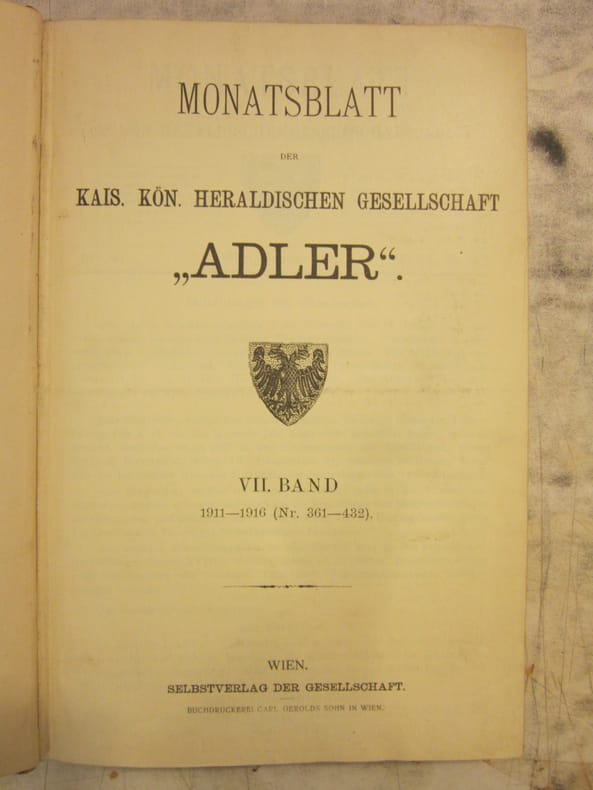 MONATSBLATT
DER
KAIS. KÖN. HERALDISCHEN GESELLSCHAFT
„ADLER“.
VII. BAND
1911—1916 (Nr. 361—432).
WIEN.
SELBSTVERLAG DER GESELLSCHAFT.
BUCHDRUCKEREI CARL GEROLDS SOHN IN WIEN.